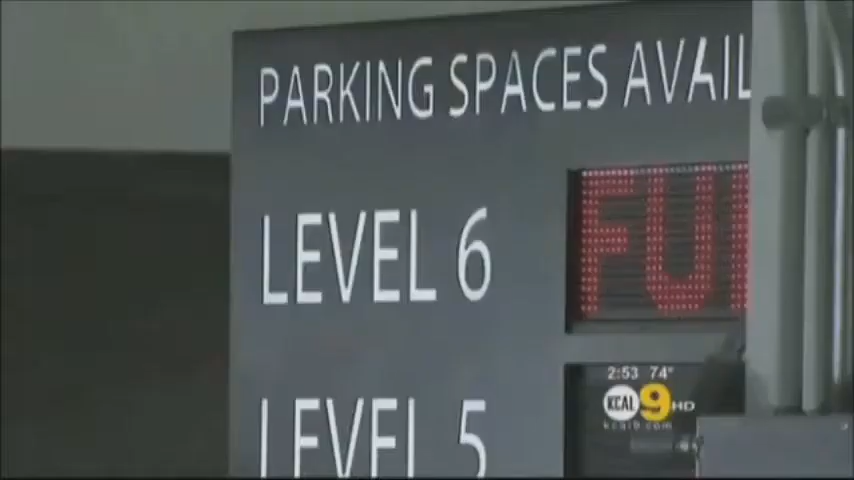 PARKING SPACES AVAIL
LEVEL 6
FU
LEVEL 5
2:53 74°
KCAL 9 HD
kcal9.com